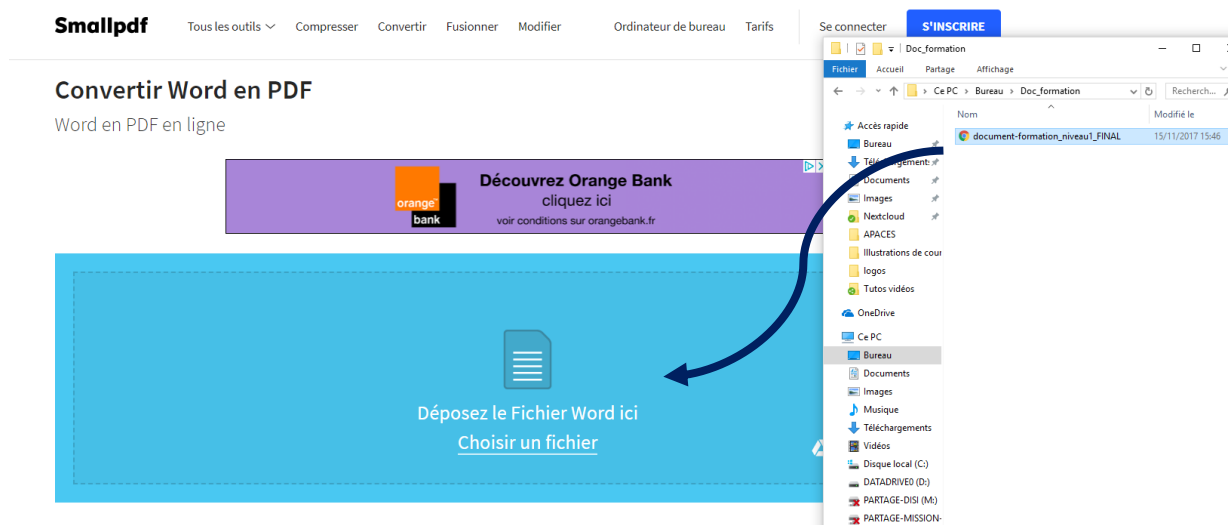 Smallpdf
Tous les outils Compresser Convertir Fusionner Modifier Ordinateur de bureau Tarifs Se connecter S'INSCRIRE
Convertir Word en PDF
Word en PDF en ligne
Découvrez Orange Bank
cliquez ici
voir conditions sur orangebank.fr
orange™
bank
Déposez le Fichier Word ici
Choisir un fichier
Doc_formation
Fichier Accueil Partage Affichage
Ce PC > Bureau > Doc_formation
Recherch...
Nom Modifié le
document-formation_niveau1_FINAL 15/11/2017 15:46
Accès rapide
Bureau
Documents
Images
Nextcloud
APACES
Illustrations de cour
logos
Tutos vidéos
OneDrive
Ce PC
Bureau
Documents
Images
Musique
Téléchargements
Vidéos
Disque local (C:)
DATADRIVE0 (D:)
PARTAGE-DISI (M:)
PARTAGE-MISSION-